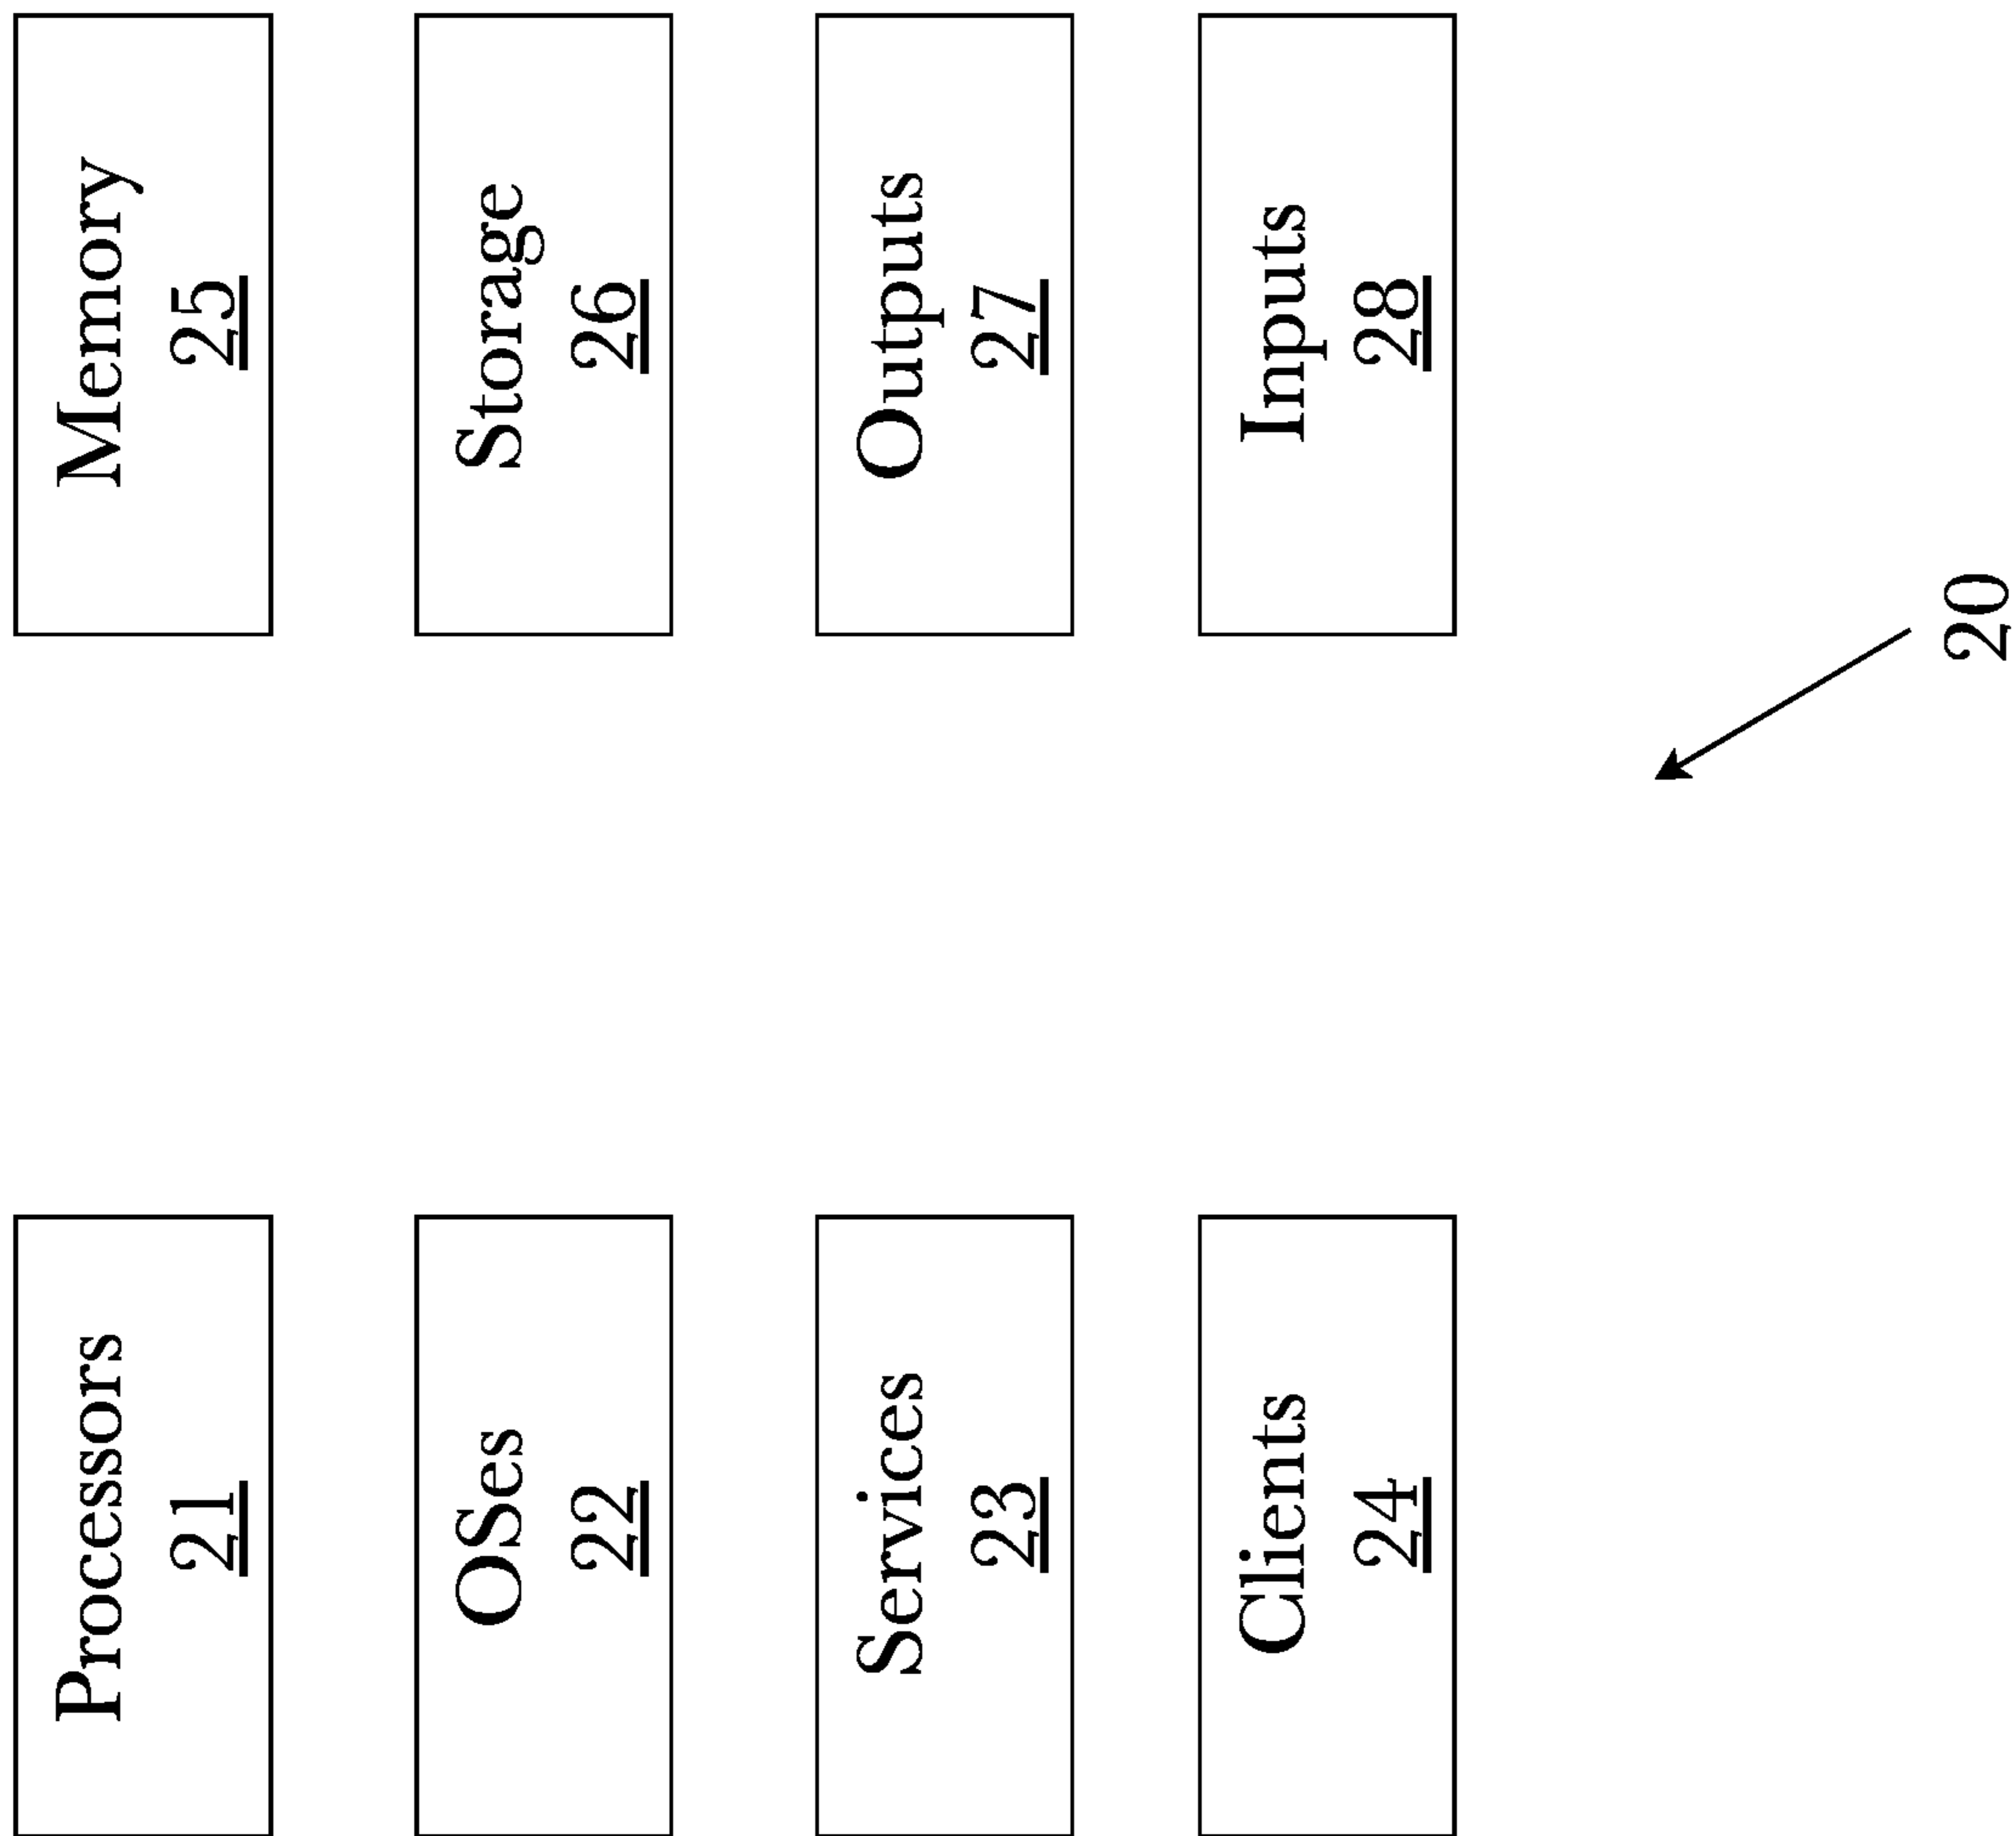 Processors
21
Memory
25
OSes
22
Storage
26
Services
23
Outputs
27
Clients
24
Inputs
28
20